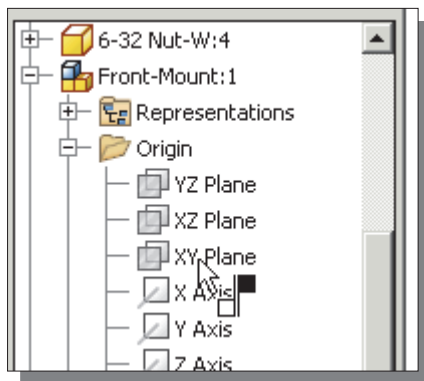 6-32 Nut-W:4
Front-Mount:1
Representations
Origin
YZ Plane
XZ Plane
XY Plane
X Axis
Y Axis
Z Axis